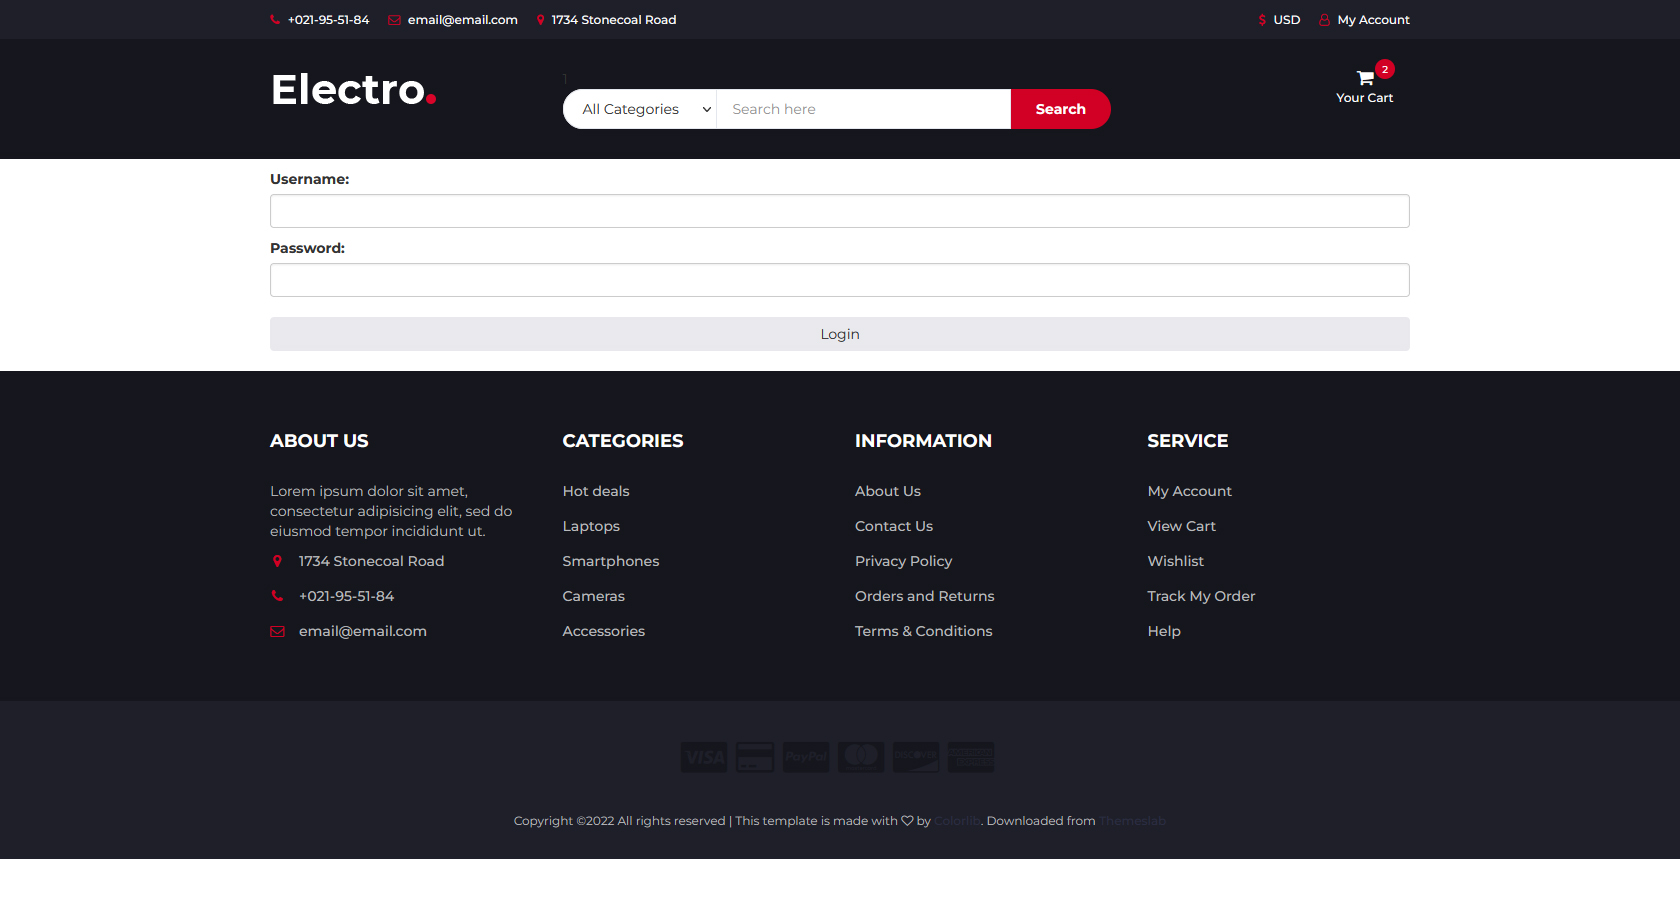 +021-95-51-84 email@email.com 1734 Stonecoal Road USD My Account
Electro.
1
All Categories Search here Search
2
Your Cart
Username:
Password:
Login
ABOUT US
Lorem ipsum dolor sit amet,
consectetur adipisicing elit, sed do
eiusmod tempor incididunt ut.
1734 Stonecoal Road
+021-95-51-84
email@email.com
CATEGORIES
Hot deals
Laptops
Smartphones
Cameras
Accessories
INFORMATION
About Us
Contact Us
Privacy Policy
Orders and Returns
Terms & Conditions
SERVICE
My Account
View Cart
Wishlist
Track My Order
Help
VISA PayPal DISCOVER AMERICAN EXPRESS
Copyright ©2022 All rights reserved | This template is made with ♡ by Colorlib. Downloaded from Themeslab